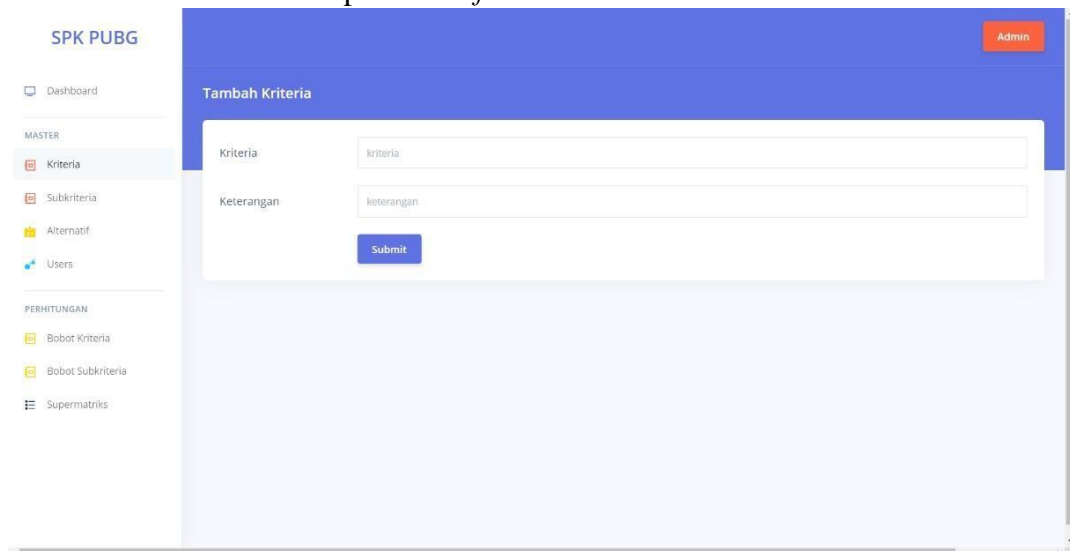 SPK PUBG
Admin
Dashboard
Tambah Kriteria
MASTER
Kriteria
Subkriteria
Alternatif
Users
Kriteria
kriteria
Keterangan
keterangan
Submit
PERHITUNGAN
Bobot Kriteria
Bobot Subkriteria
Supermatriks